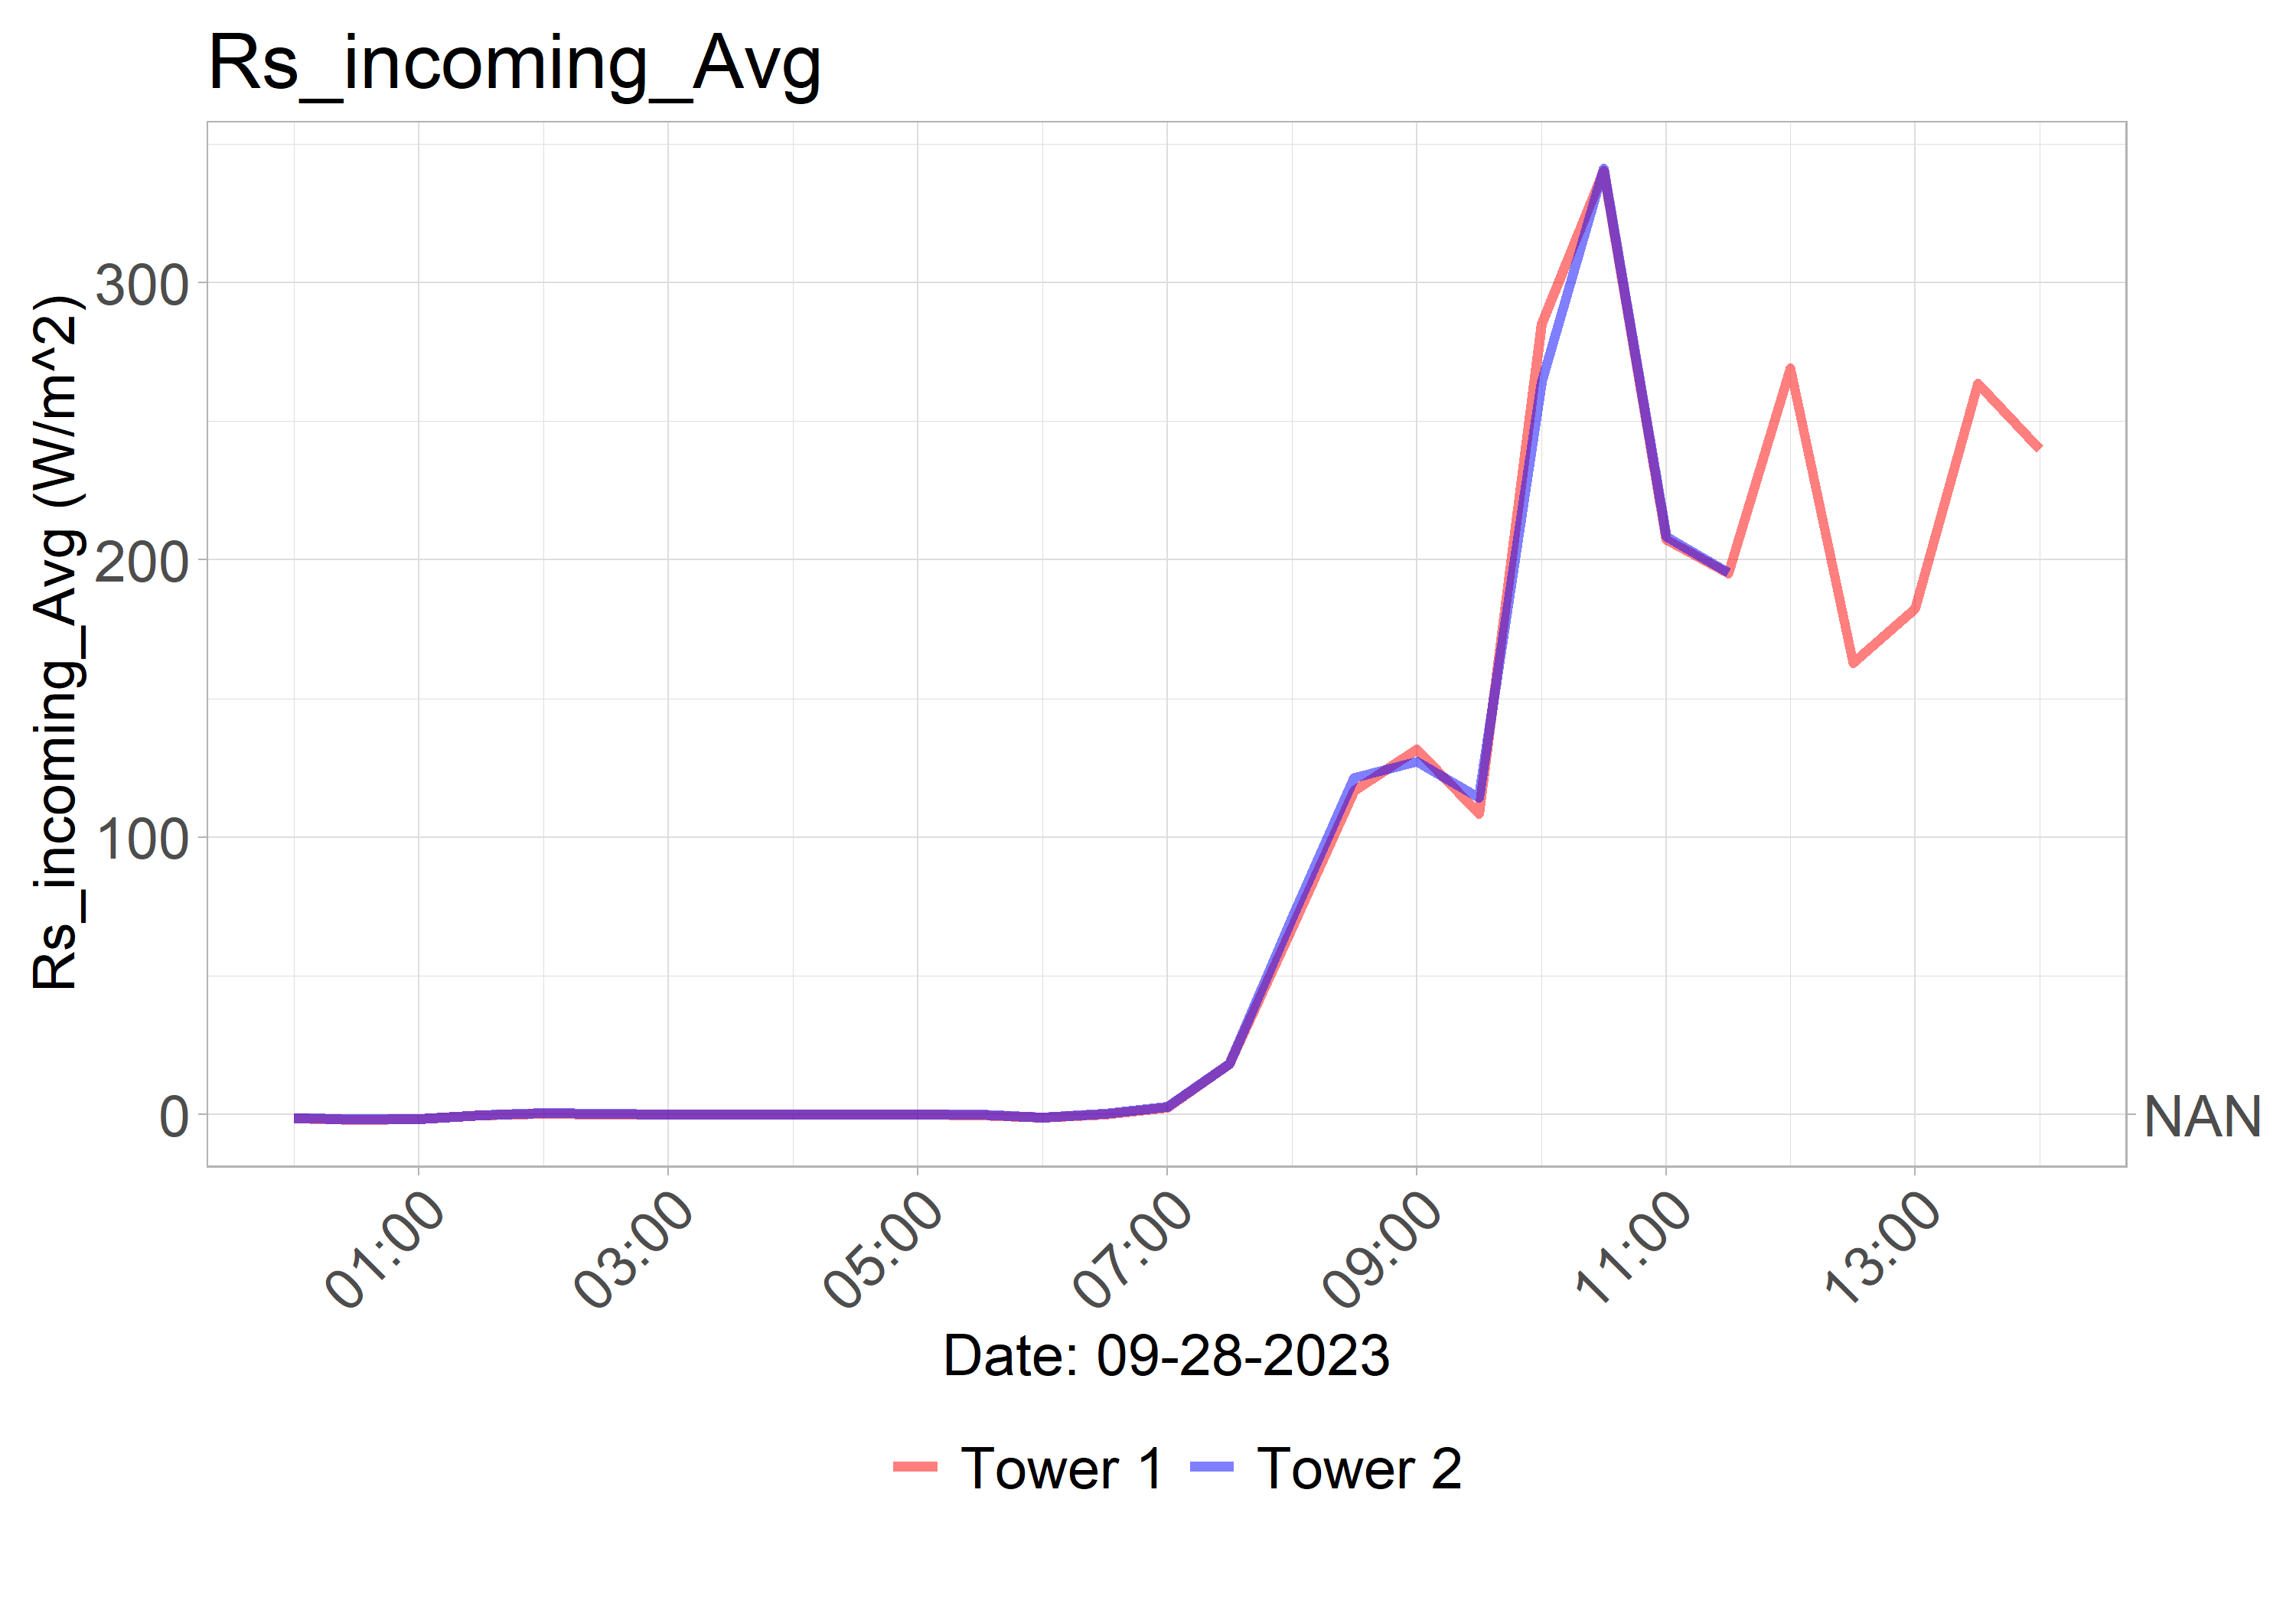 Rs_incoming_Avg
Rs_incoming_Avg (W/m^2)
300
200
100
0
NAN
01:00
03:00
05:00
07:00
09:00
11:00
13:00
Date: 09-28-2023
Tower 1
Tower 2